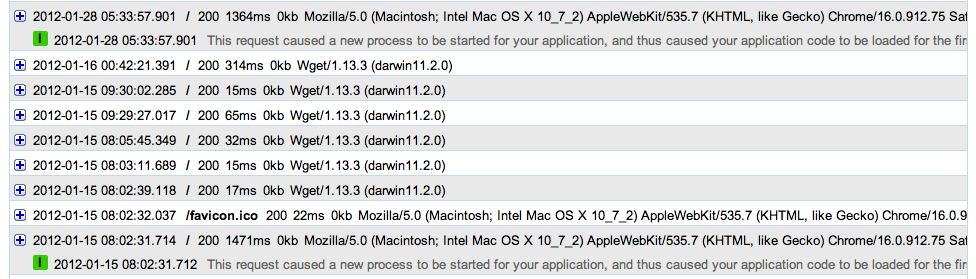 2012-01-28 05:33:57.901 / 200 1364ms 0kb Mozilla/5.0 (Macintosh; Intel Mac OS X 10_7_2) AppleWebKit/535.7 (KHTML, like Gecko) Chrome/16.0.912.75 Saf
I 2012-01-28 05:33:57.901 This request caused a new process to be started for your application, and thus caused your application code to be loaded for the fir
2012-01-16 00:42:21.391 / 200 314ms 0kb Wget/1.13.3 (darwin11.2.0)
2012-01-15 09:30:02.285 / 200 15ms 0kb Wget/1.13.3 (darwin11.2.0)
2012-01-15 09:29:27.017 / 200 65ms 0kb Wget/1.13.3 (darwin11.2.0)
2012-01-15 08:05:45.349 / 200 32ms 0kb Wget/1.13.3 (darwin11.2.0)
2012-01-15 08:03:11.689 / 200 15ms 0kb Wget/1.13.3 (darwin11.2.0)
2012-01-15 08:02:39.118 / 200 17ms 0kb Wget/1.13.3 (darwin11.2.0)
2012-01-15 08:02:32.037 /favicon.ico 200 22ms 0kb Mozilla/5.0 (Macintosh; Intel Mac OS X 10_7_2) AppleWebKit/535.7 (KHTML, like Gecko) Chrome/16.0.9
2012-01-15 08:02:31.714 / 200 1471ms 0kb Mozilla/5.0 (Macintosh; Intel Mac OS X 10_7_2) AppleWebKit/535.7 (KHTML, like Gecko) Chrome/16.0.912.75 Saf
I 2012-01-15 08:02:31.712 This request caused a new process to be started for your application, and thus caused your application code to be loaded for the fir